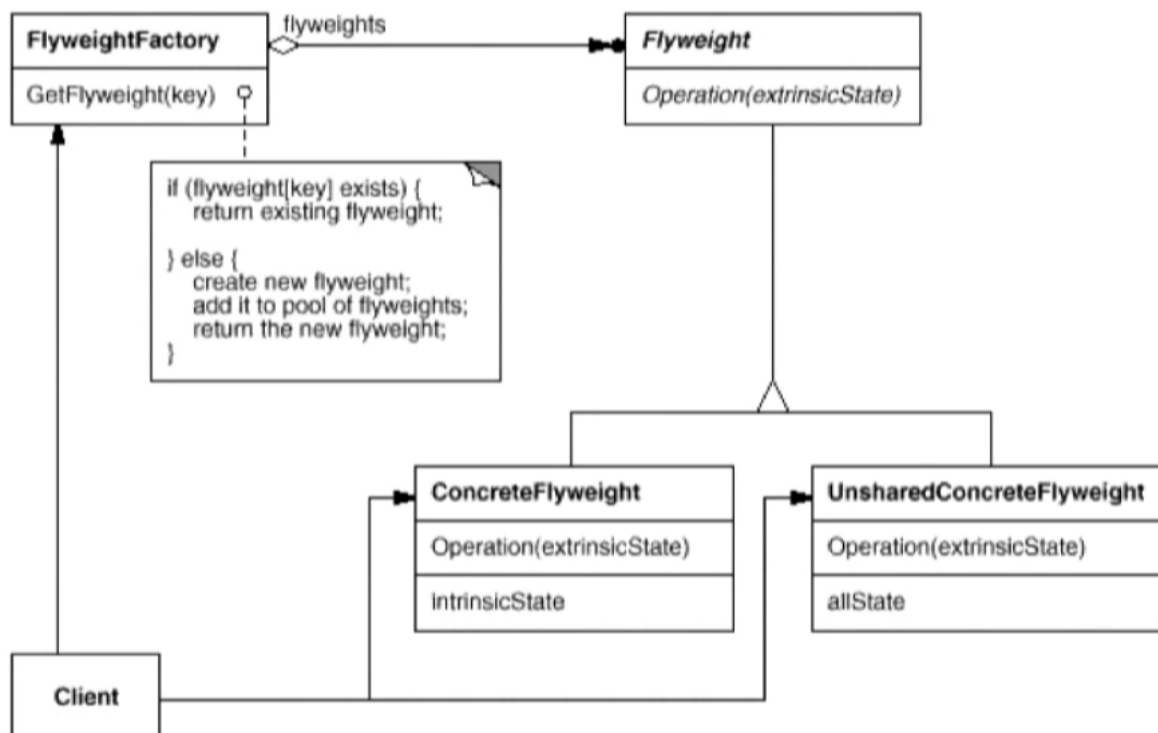 flyweights
FlyweightFactory
Flyweight
GetFlyweight(key)
Operation(extrinsicState)
if (flyweight[key] exists) {
return existing flyweight;
} else {
create new flyweight;
add it to pool of flyweights;
return the new flyweight;
}
ConcreteFlyweight
UnsharedConcreteFlyweight
Operation(extrinsicState)
Operation(extrinsicState)
intrinsicState
allState
Client